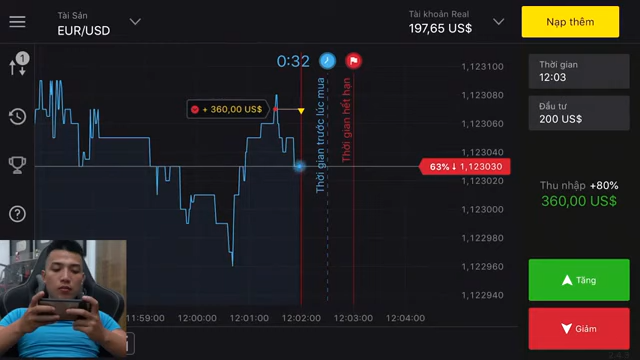 Tài Sản
EUR/USD
Tài khoản Real
197,65 US$
Nạp thêm
1
0:32
+ 360,00 US$
Thời gian trước lúc mua
Thời gian hết hạn
1,123100
1,123080
1,123060
1,123040
63% ↓ 1,123030
1,123020
1,123000
1,122980
1,122960
1,122940
Thời gian
12:03
Đầu tư
200 US$
Thu nhập +80%
360,00 US$
Tăng
Giảm
11:59:00
12:00:00
12:01:00
12:02:00
12:03:00
12:04:00